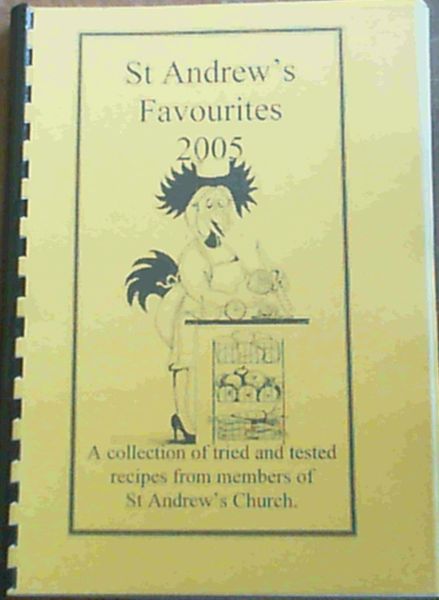 St Andrew's
Favourites
2005
A collection of tried and tested
recipes from members of
St Andrew's Church.